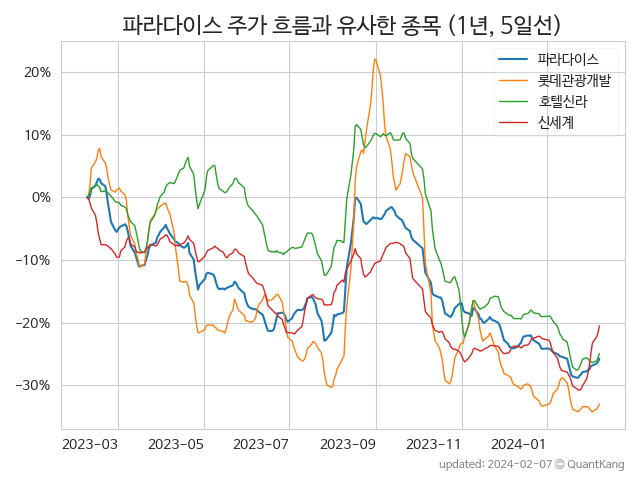 파라다이스 주가 흐름과 유사한 종목 (1년, 5일선)
파라다이스
롯데관광개발
호텔신라
신세계
20%
10%
0%
−10%
−20%
−30%
2023-03 2023-05 2023-07 2023-09 2023-11 2024-01
updated: 2024-02-07 © QuantKang